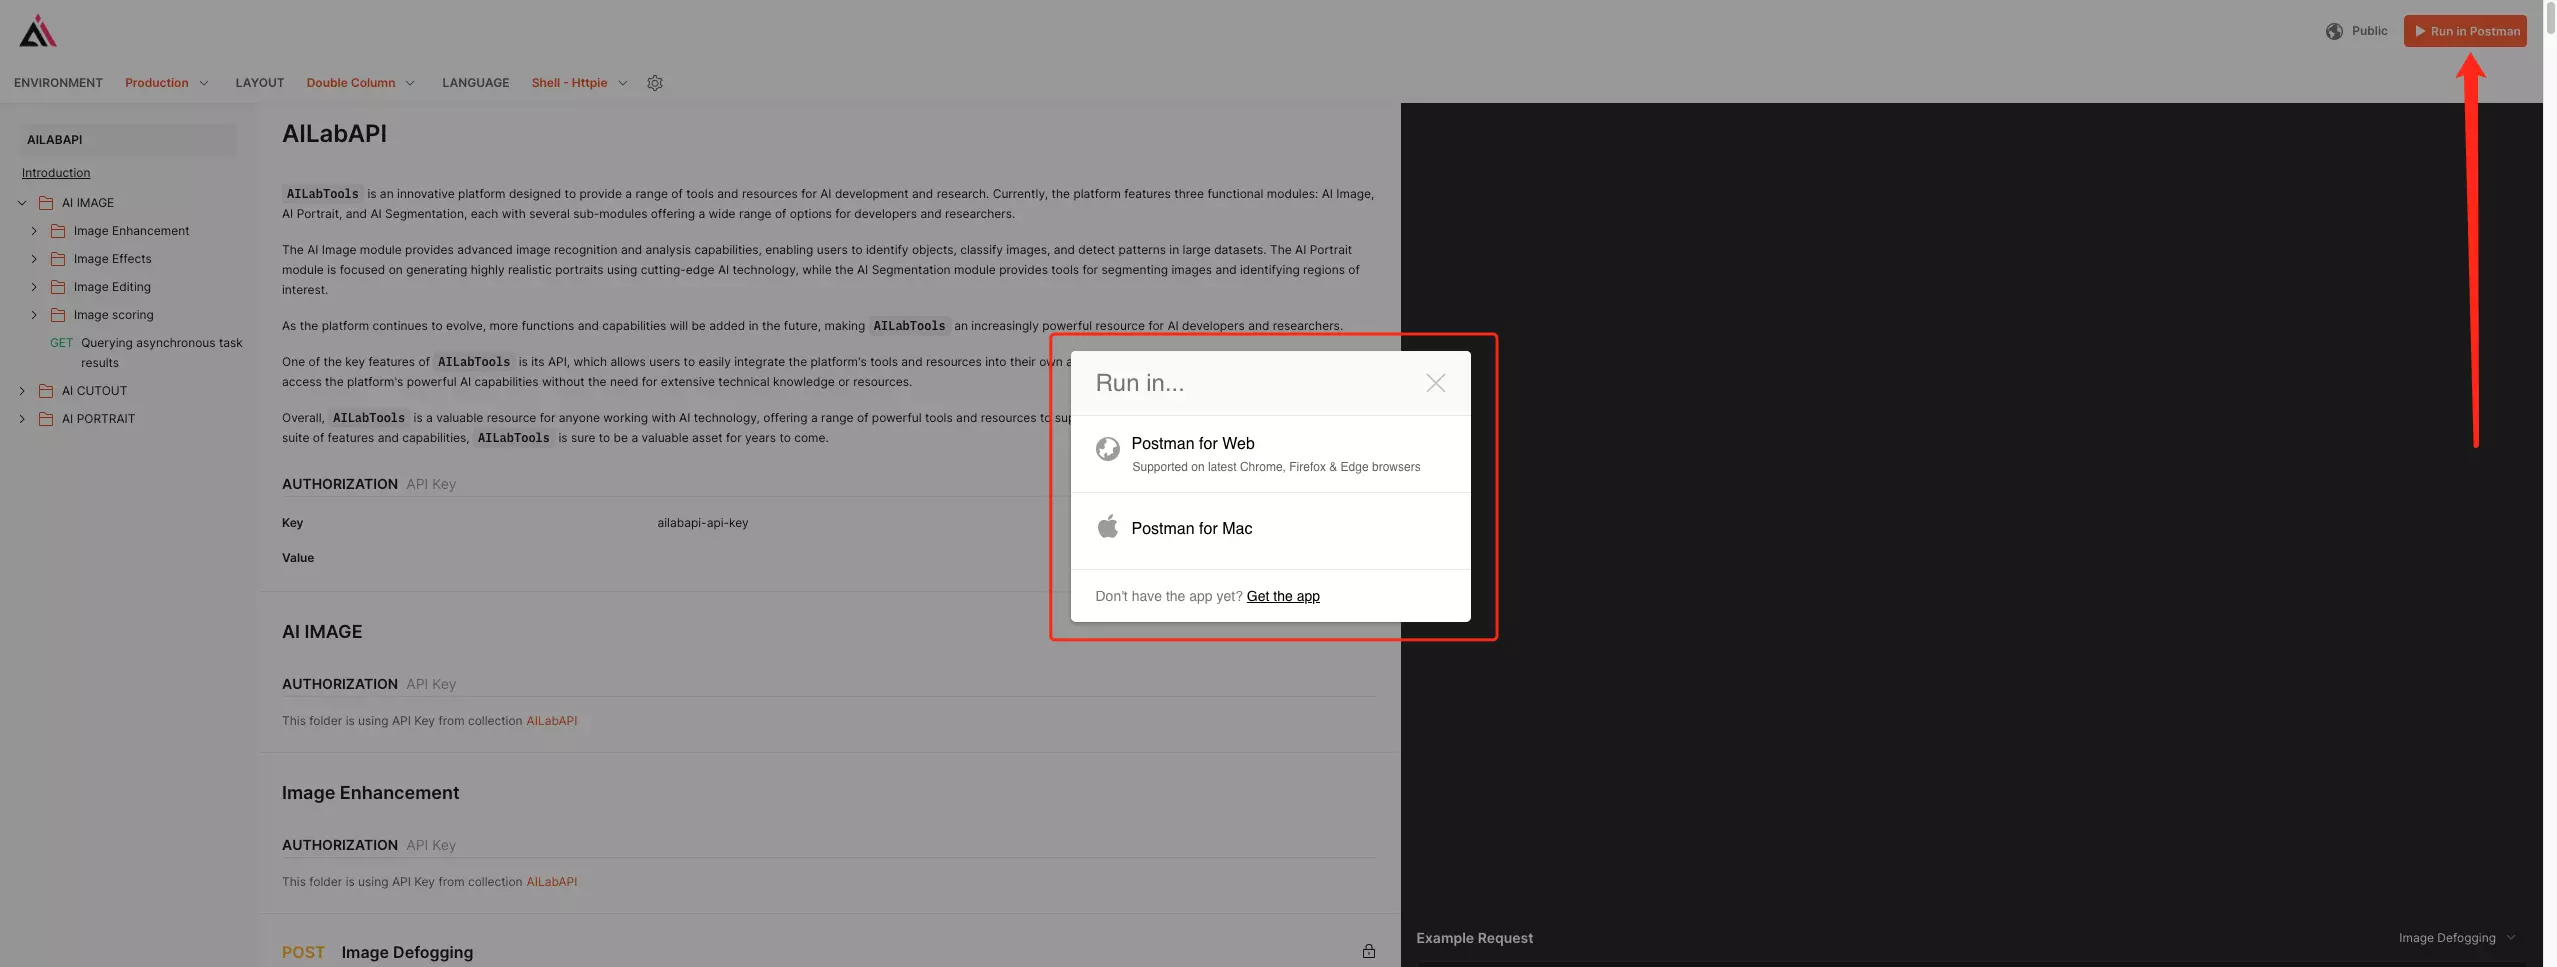 Public
Run in Postman
ENVIRONMENT Production LAYOUT Double Column LANGUAGE Shell - Httpie
AILABAPI
Introduction
AI IMAGE
Image Enhancement
Image Effects
Image Editing
Image scoring
GET Querying asynchronous task
results
AI CUTOUT
AI PORTRAIT
AILabAPI
AILabTools is an innovative platform designed to provide a range of tools and resources for AI development and research. Currently, the platform features three functional modules: AI Image,
AI Portrait, and AI Segmentation, each with several sub-modules offering a wide range of options for developers and researchers.
The AI Image module provides advanced image recognition and analysis capabilities, enabling users to identify objects, classify images, and detect patterns in large datasets. The AI Portrait
module is focused on generating highly realistic portraits using cutting-edge AI technology, while the AI Segmentation module provides tools for segmenting images and identifying regions of
interest.
As the platform continues to evolve, more functions and capabilities will be added in the future, making AILabTools an increasingly powerful resource for AI developers and researchers.
One of the key features of AILabTools is its API, which allows users to easily integrate the platform's tools and resources into their own
access the platform's powerful AI capabilities without the need for extensive technical knowledge or resources.
Overall, AILabTools is a valuable resource for anyone working with AI technology, offering a range of powerful tools and resources to
suite of features and capabilities, AILabTools is sure to be a valuable asset for years to come.
AUTHORIZATION API Key
Key ailabapi-api-key
Value
AI IMAGE
AUTHORIZATION API Key
This folder is using API Key from collection AILabAPI
Image Enhancement
AUTHORIZATION API Key
This folder is using API Key from collection AILabAPI
POST Image Defogging
Run in...
Postman for Web
Supported on latest Chrome, Firefox & Edge browsers
Postman for Mac
Don't have the app yet? Get the app
Example Request
Image Defogging